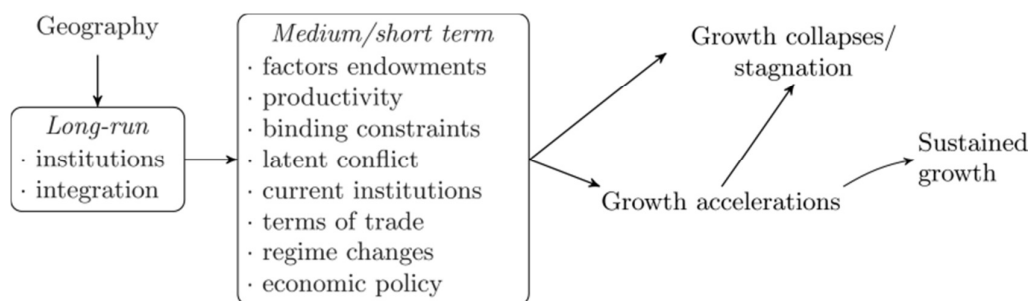 Geography
Long-run
· institutions
· integration
Medium/short term
· factors endowments
· productivity
· binding constraints
· latent conflict
· current institutions
· terms of trade
· regime changes
· economic policy
Growth collapses/
stagnation
Growth accelerations
Sustained
growth